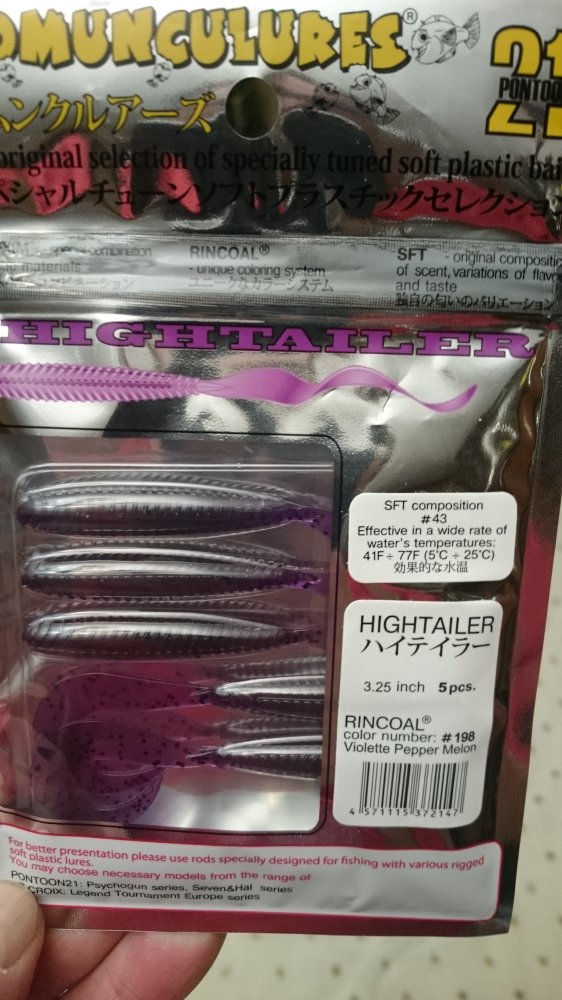 OMUNCULURES®
21
PONTOON
ムンクルアーズ
original selection of specially tuned soft plastic bai
ペシャルチューンソフトプラスチックセレクション
special combination
materials
RINCOAL®
- unique coloring system
ユニークなカラーシステム
SFT - original compositic
of scent, variations of flavo
and taste
独自の匂いのバリエーション
HIGHTAILER
SFT composition
#43
Effective in a wide rate of
water's temperatures:
41F ÷ 77F (5°C ÷ 25°C)
効果的な水温
HIGHTAILER
ハイテイラー
3.25 inch 5 pcs.
RINCOAL®
color number: #198
Violette Pepper Melon
4 571115 372147
For better presentation please use rods specially designed for fishing with various rigged
soft plastic lures.
You may choose necessary models from the range of
PONTOON21: Psychogun series, Seven&Hal series
CROIX: Legend Tournament Europe series